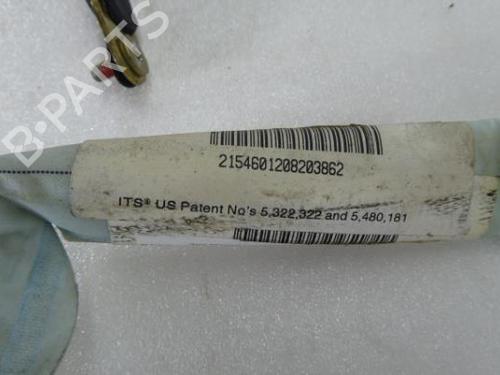 B-PARTS
2154601208203862
ITS® US Patent No's 5,322,322 and 5,480,181